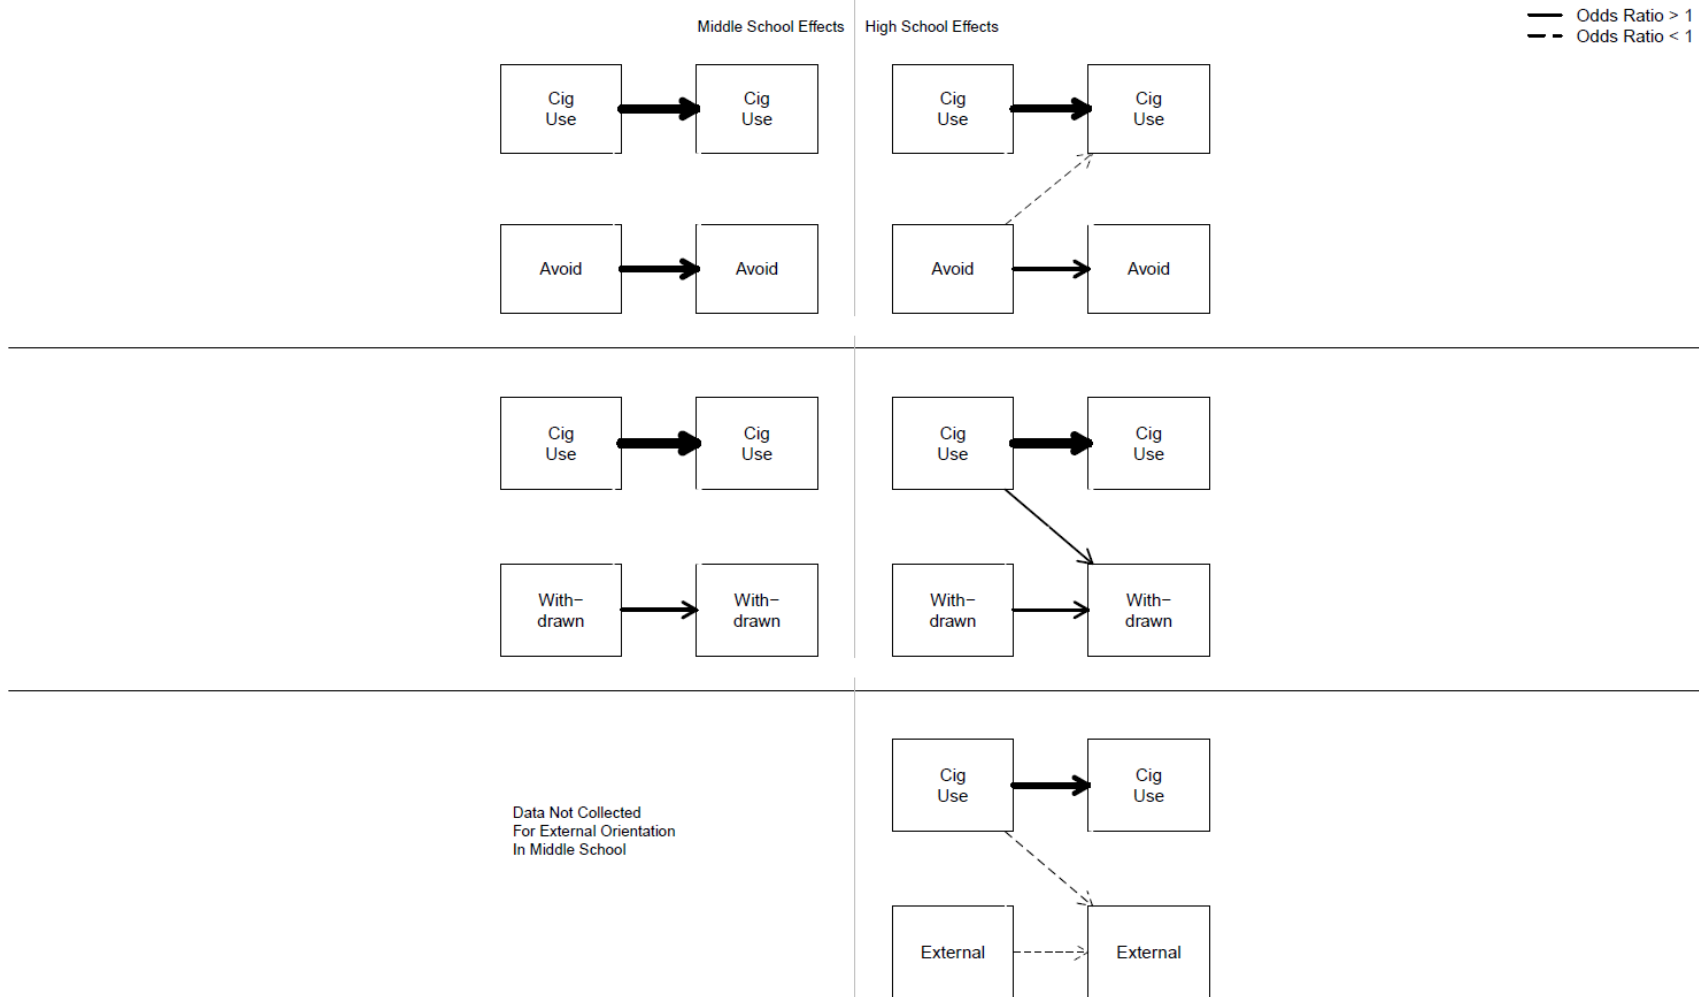 Middle School Effects
High School Effects
Odds Ratio > 1
Odds Ratio < 1
Cig
Use
Cig
Use
Cig
Use
Cig
Use
Avoid
Avoid
Avoid
Avoid
Cig
Use
Cig
Use
Cig
Use
Cig
Use
With−
drawn
With−
drawn
With−
drawn
With−
drawn
Data Not Collected
For External Orientation
In Middle School
Cig
Use
Cig
Use
External
External